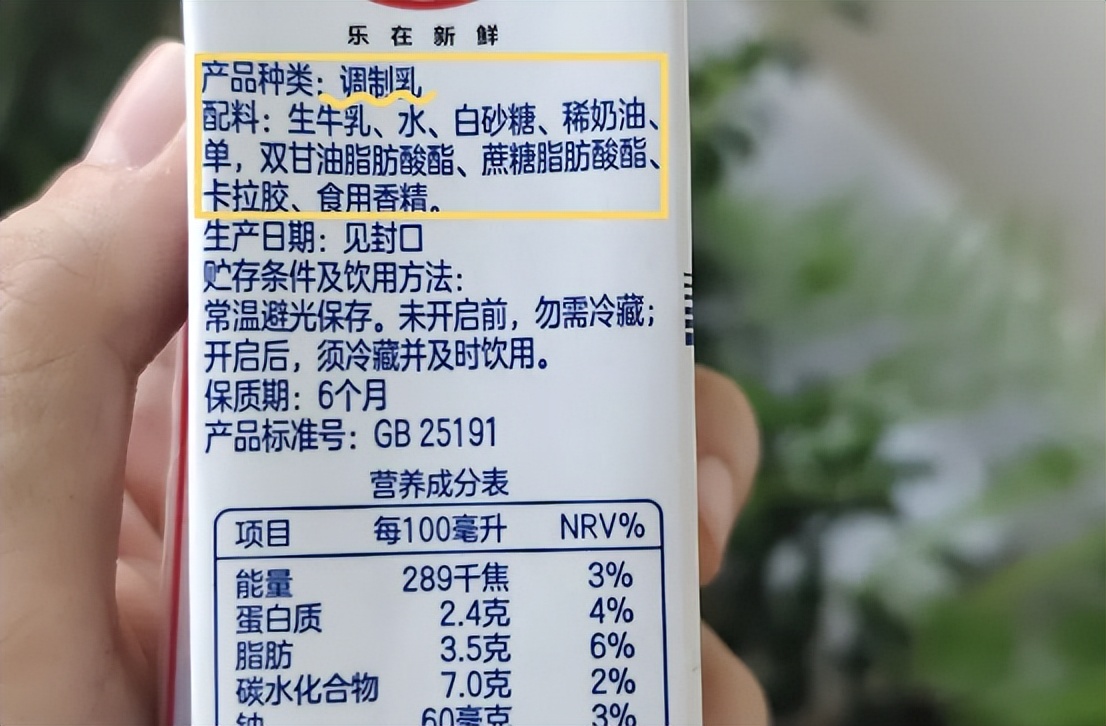 乐在新鲜
产品种类：调制乳
配料：生牛乳、水、白砂糖、稀奶油、
单，双甘油脂肪酸酯、蔗糖脂肪酸酯、
卡拉胶、食用香精。
生产日期：见封口
贮存条件及饮用方法：
常温避光保存。未开启前，勿需冷藏；
开启后，须冷藏并及时饮用。
保质期：6个月
产品标准号：GB 25191
营养成分表
项目 每100毫升 NRV%
能量 289千焦 3%
蛋白质 2.4克 4%
脂肪 3.5克 6%
碳水化合物 7.0克 2%
钠 60毫克 3%